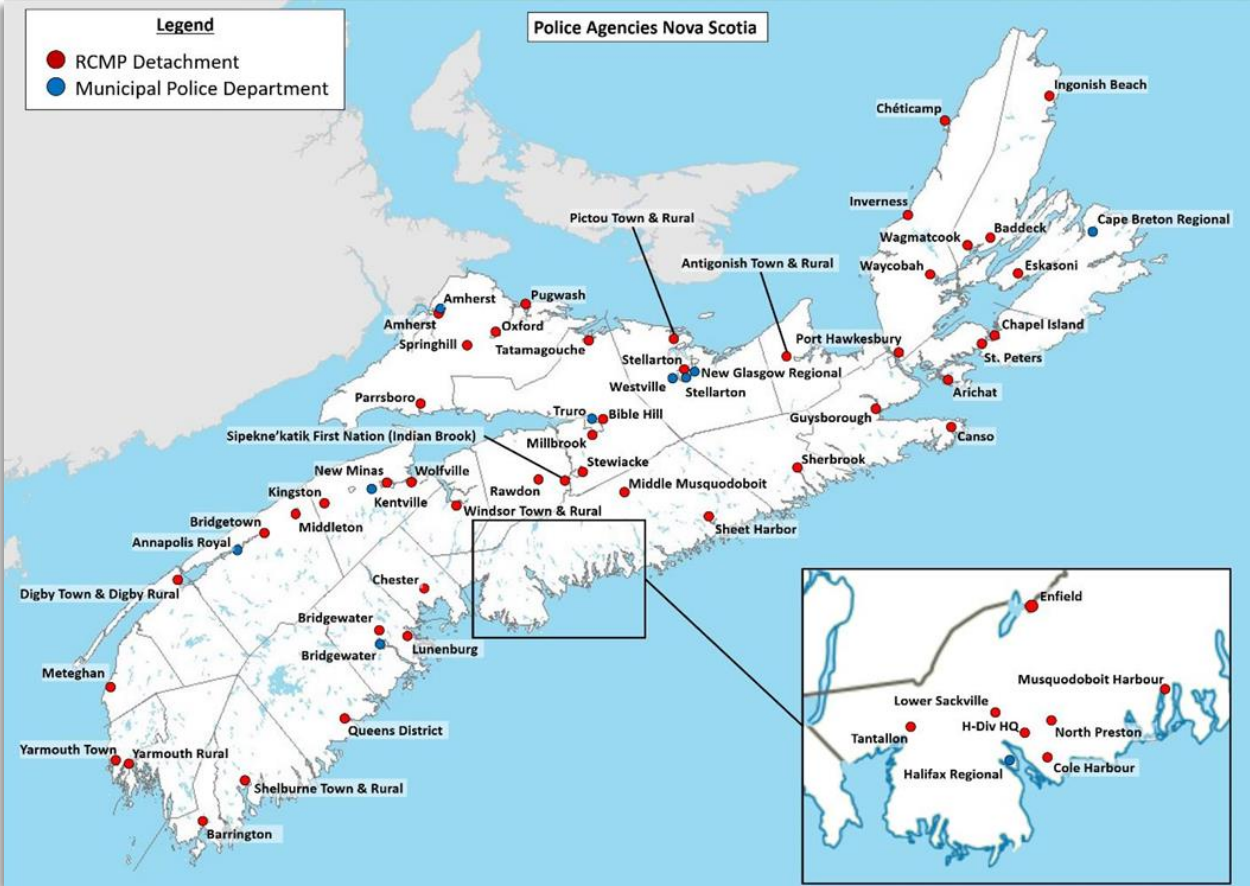 Legend
RCMP Detachment
Municipal Police Department
Police Agencies Nova Scotia
Ingonish Beach
Chéticamp
Inverness
Pictou Town & Rural
Cape Breton Regional
Baddeck
Wagmatcook
Antigonish Town & Rural
Waycobah
Eskasoni
Pugwash
Amherst
Amherst
Oxford
Chapel Island
Springhill
Tatamagouche
Port Hawkesbury
Stellarton
St. Peters
New Glasgow Regional
Westville
Stellarton
Arichat
Parrsboro
Truro
Bible Hill
Guysborough
Sipekne'katik First Nation (Indian Brook)
Millbrook
Canso
Stewiacke
Sherbrook
New Minas
Wolfville
Middle Musquodoboit
Kingston
Rawdon
Kentville
Windsor Town & Rural
Bridgetown
Middleton
Sheet Harbor
Annapolis Royal
Chester
Digby Town & Digby Rural
Bridgewater
Lunenburg
Bridgewater
Meteghan
Queens District
Yarmouth Town
Yarmouth Rural
Shelburne Town & Rural
Barrington
Enfield
Musquodoboit Harbour
Lower Sackville
H-Div HQ
North Preston
Tantallon
Cole Harbour
Halifax Regional